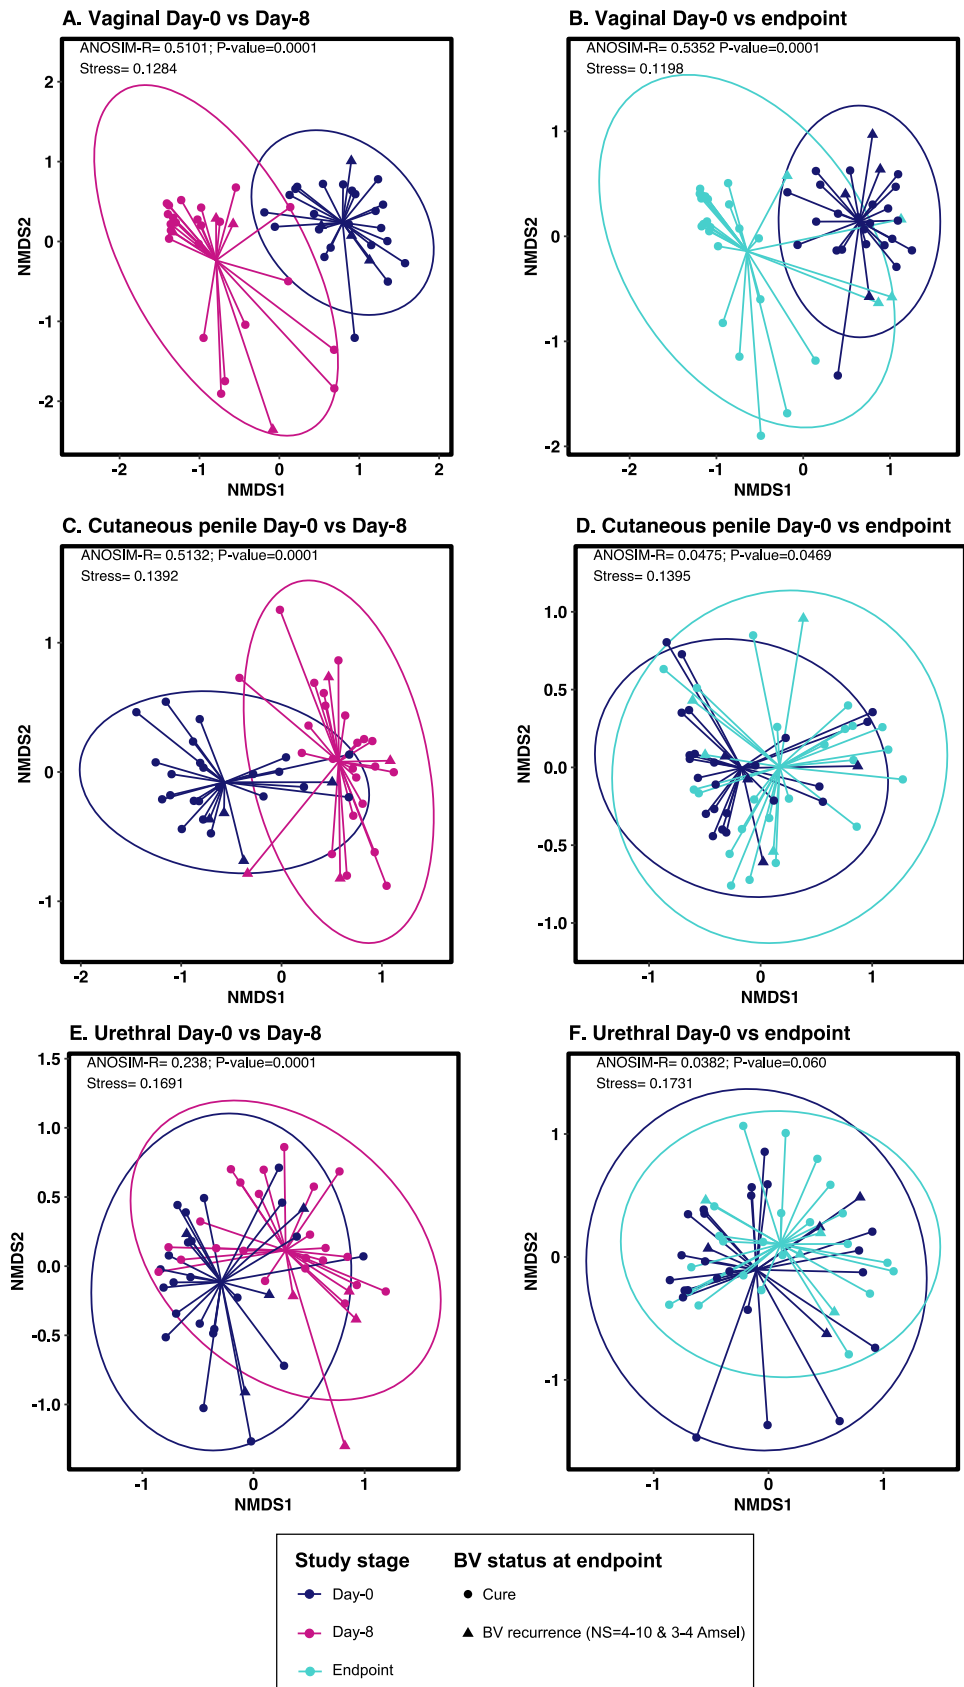 A. Vaginal Day-0 vs Day-8
ANOSIM-R= 0.5101; P-value=0.0001
Stress= 0.1284
2
1
0
-1
-2
NMDS2
-2
-1
0
1
2
NMDS1
B. Vaginal Day-0 vs endpoint
ANOSIM-R= 0.5352 P-value=0.0001
Stress= 0.1198
1
0
-1
-2
NMDS2
-2
-1
0
1
NMDS1
C. Cutaneous penile Day-0 vs Day-8
ANOSIM-R= 0.5132; P-value=0.0001
Stress= 0.1392
1
0
-1
NMDS2
-2
-1
0
1
NMDS1
D. Cutaneous penile Day-0 vs endpoint
ANOSIM-R= 0.0475; P-value=0.0469
Stress= 0.1395
1.0
0.5
0.0
-0.5
-1.0
NMDS2
-1
0
1
NMDS1
E. Urethral Day-0 vs Day-8
ANOSIM-R= 0.238; P-value=0.0001
Stress= 0.1691
1.5
1.0
0.5
0.0
-0.5
-1.0
NMDS2
-1
0
1
NMDS1
F. Urethral Day-0 vs endpoint
ANOSIM-R= 0.0382; P-value=0.060
Stress= 0.1731
1
0
-1
NMDS2
-1
0
1
NMDS1
Study stage
Day-0
Day-8
Endpoint
BV status at endpoint
Cure
BV recurrence (NS=4-10 & 3-4 Amsel)